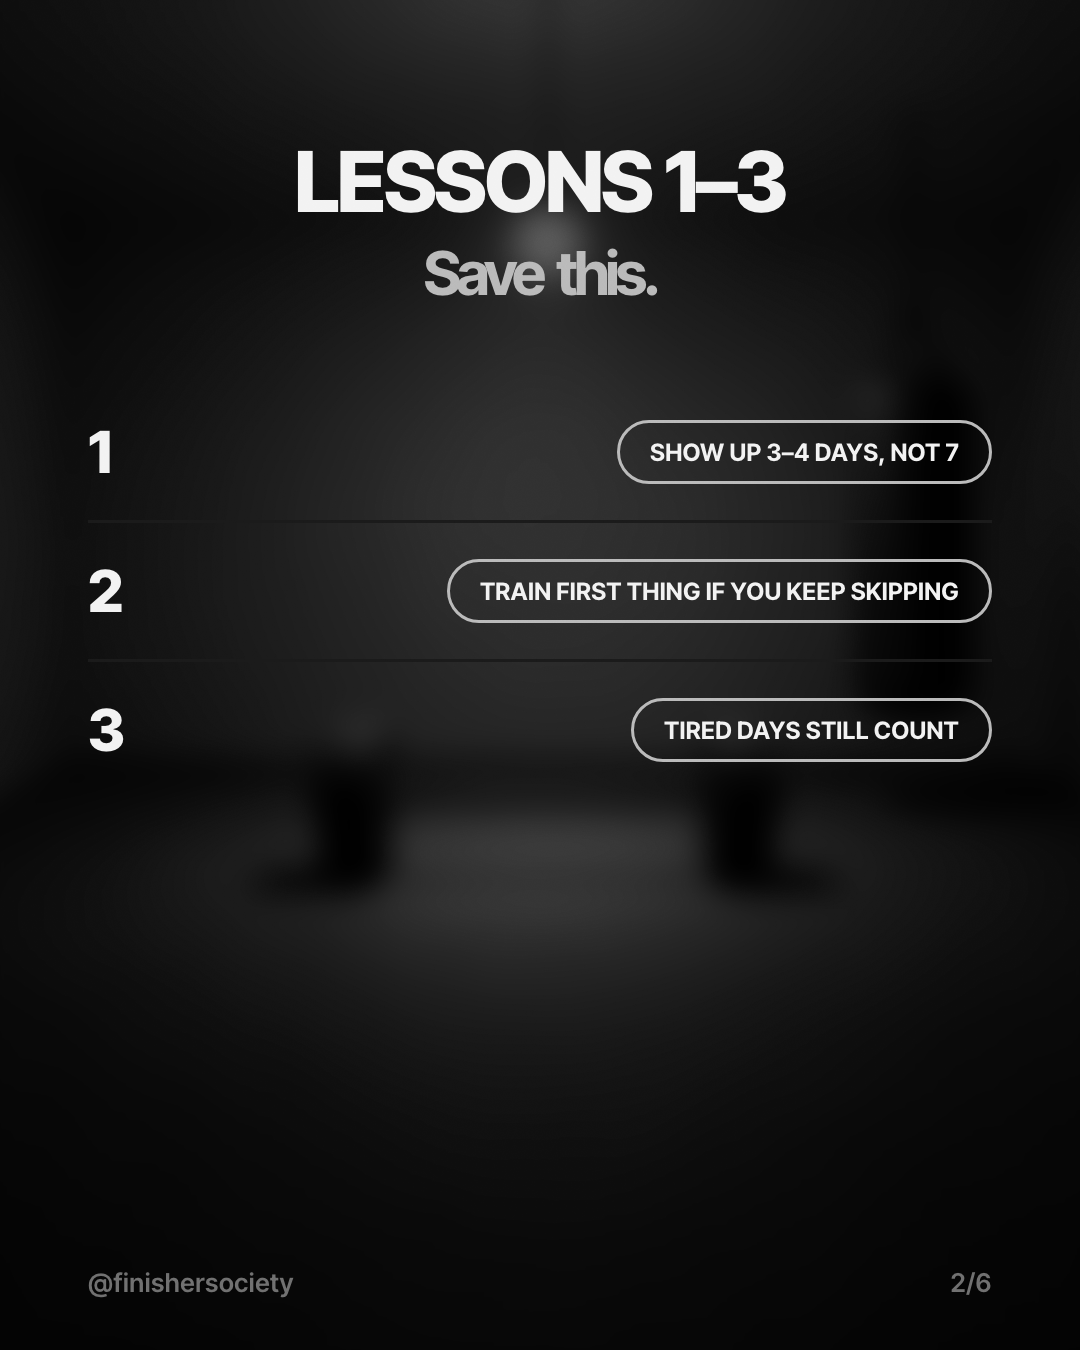 LESSONS 1–3
Save this.
1
SHOW UP 3–4 DAYS, NOT 7
2
TRAIN FIRST THING IF YOU KEEP SKIPPING
3
TIRED DAYS STILL COUNT
@finishersociety
2/6